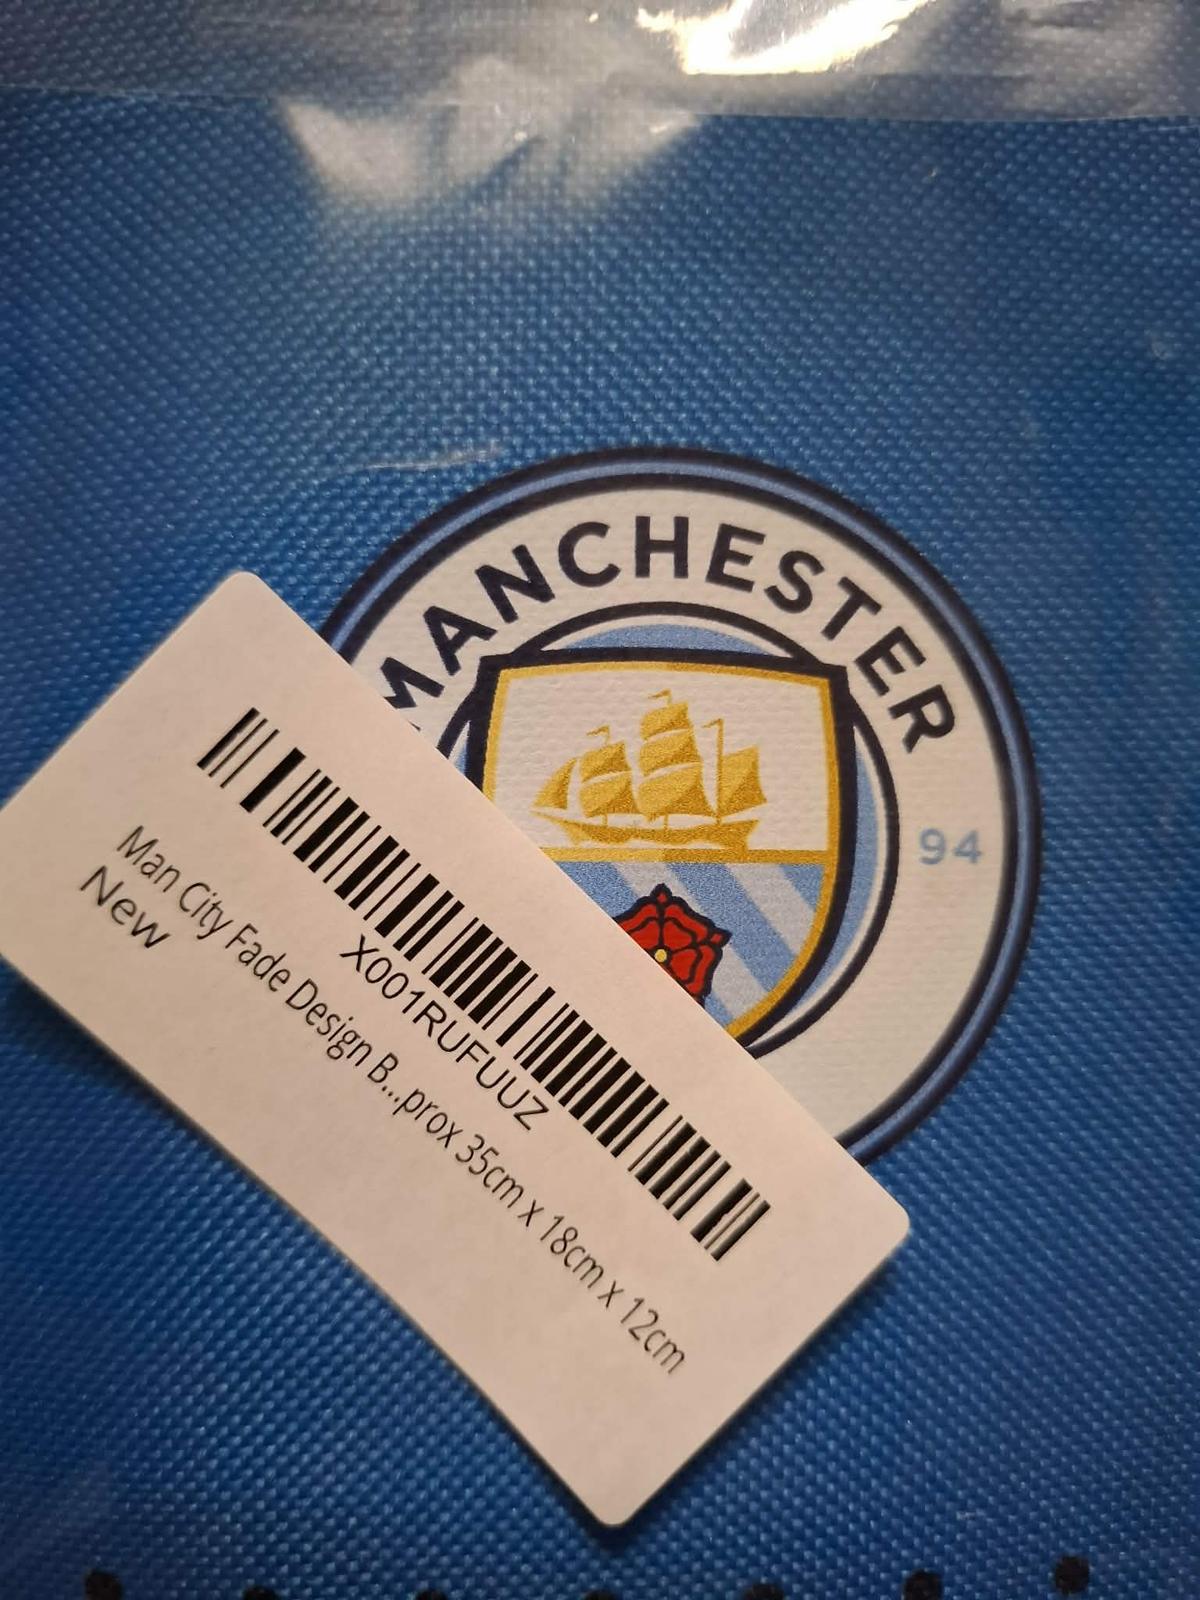 MANCHESTER
94
X001RUFUUZ
Man City Fade Design B...prox 35cm x 18cm x 12cm
New